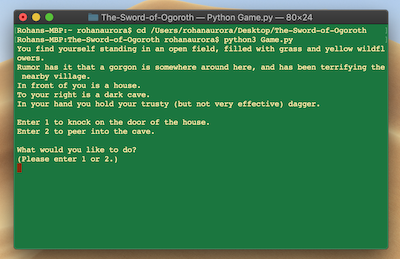 The-Sword-of-Ogoroth — Python Game.py — 80×24
Rohans-MBP:~ rohanaurora$ cd /Users/rohanaurora/Desktop/The-Sword-of-Ogoroth
Rohans-MBP:The-Sword-of-Ogoroth rohanaurora$ python3 Game.py
You find yourself standing in an open field, filled with grass and yellow wildfl
owers.
Rumor has it that a gorgon is somewhere around here, and has been terrifying the
 nearby village.
In front of you is a house.
To your right is a dark cave.
In your hand you hold your trusty (but not very effective) dagger.
Enter 1 to knock on the door of the house.
Enter 2 to peer into the cave.
What would you like to do?
(Please enter 1 or 2.)